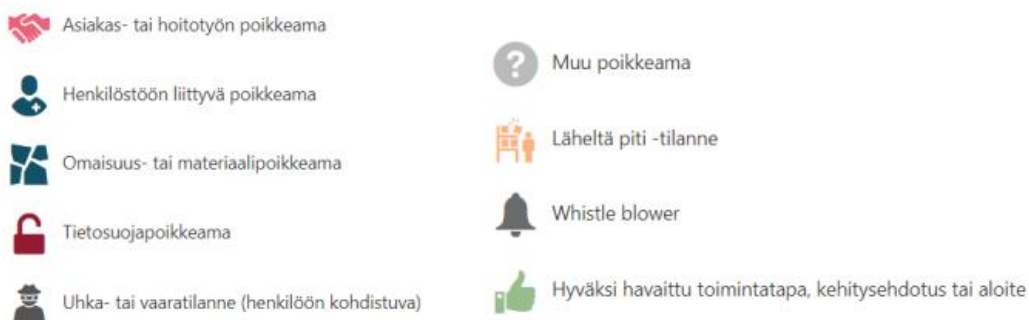 Asiakas- tai hoitotyön poikkeama
Henkilöstöön liittyvä poikkeama
Omaisuus- tai materiaalipoikkeama
Tietosuojapoikkeama
Uhka- tai vaaratilanne (henkilöön kohdistuva)
?
Muu poikkeama
Läheltä piti -tilanne
Whistle blower
Hyväksi havaittu toimintatapa, kehitysehdotus tai aloite